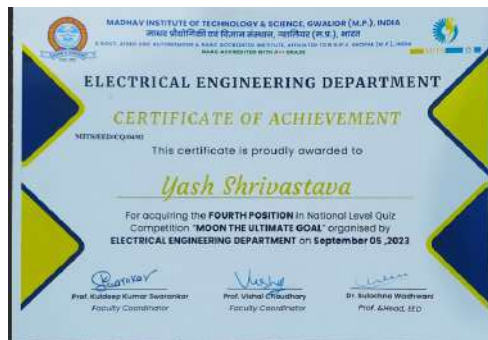 MADHAV INSTITUTE OF TECHNOLOGY & SCIENCE, GWALIOR (M.P.), INDIA
माधव प्रौद्योगिकी एवं विज्ञान संस्थान, ग्वालियर (म.प्र.), भारत
NAAC ACCREDITED WITH A++ GRADE
ELECTRICAL ENGINEERING DEPARTMENT
CERTIFICATE OF ACHIEVEMENT
This certificate is proudly awarded to
Yash Shrivastava
For acquiring the FOURTH POSITION in National Level Quiz
Competition "MOON THE ULTIMATE GOAL" organised by
ELECTRICAL ENGINEERING DEPARTMENT on September 05 ,2023
Prof. Kuldeep Kumar Swarankar
Faculty Coordinator
Prof. Vishal Chaudhary
Faculty Coordinator
Dr. Sulochna Wadhwani
Prof. &Head, EED